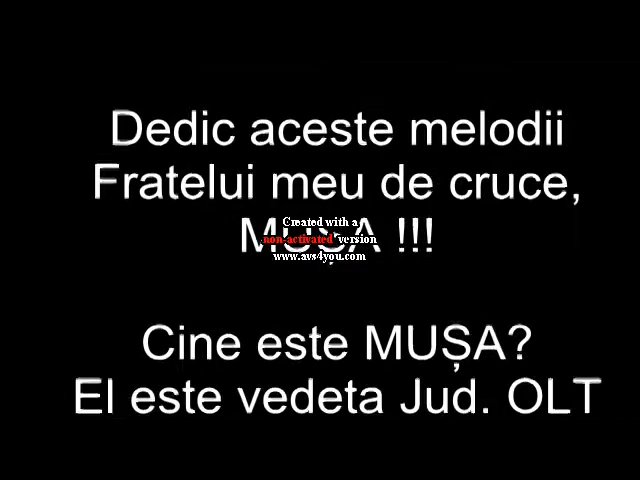 Dedic aceste melodii
Fratelui meu de cruce,
MUȘA !!!
Created with a
non-activated version
www.avs4you.com
Cine este MUȘA?
El este vedeta Jud. OLT